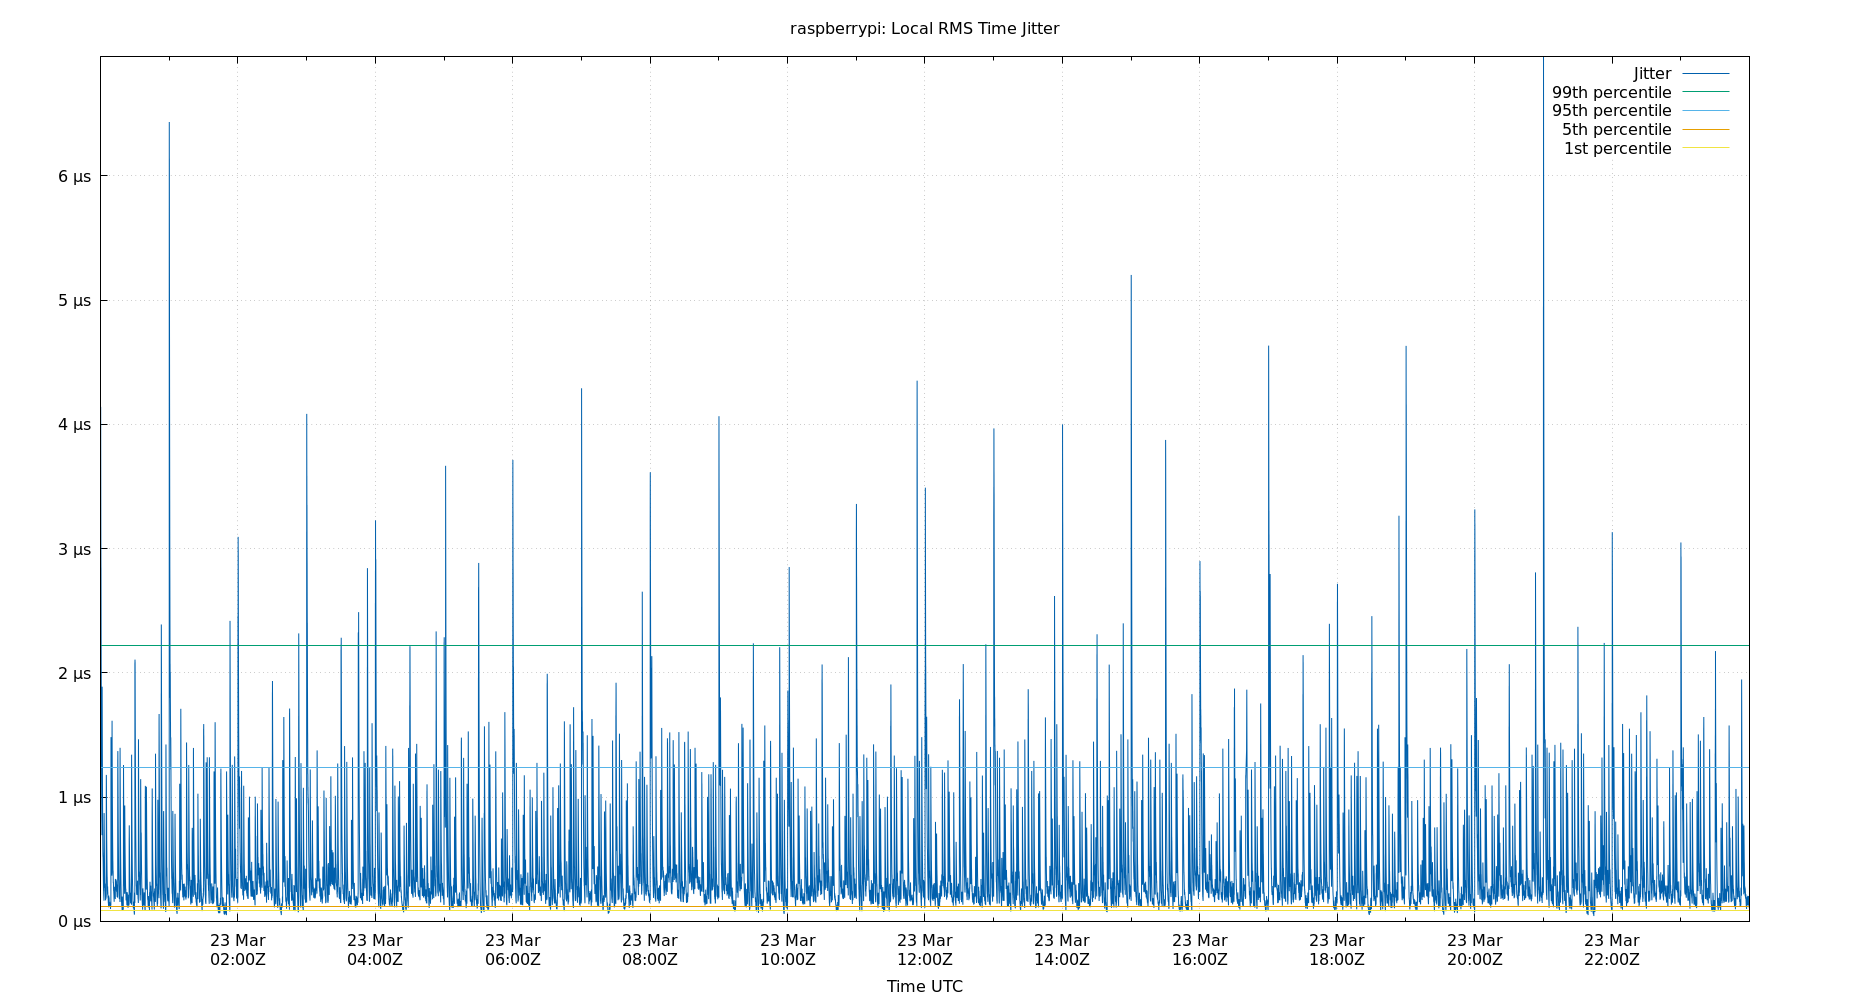 raspberrypi: Local RMS Time Jitter
Jitter
99th percentile
95th percentile
5th percentile
1st percentile
6 µs
5 µs
4 µs
3 µs
2 µs
1 µs
0 µs
23 Mar 23 Mar 23 Mar 23 Mar 23 Mar 23 Mar 23 Mar 23 Mar 23 Mar 23 Mar 23 Mar
02:00Z 04:00Z 06:00Z 08:00Z 10:00Z 12:00Z 14:00Z 16:00Z 18:00Z 20:00Z 22:00Z
Time UTC